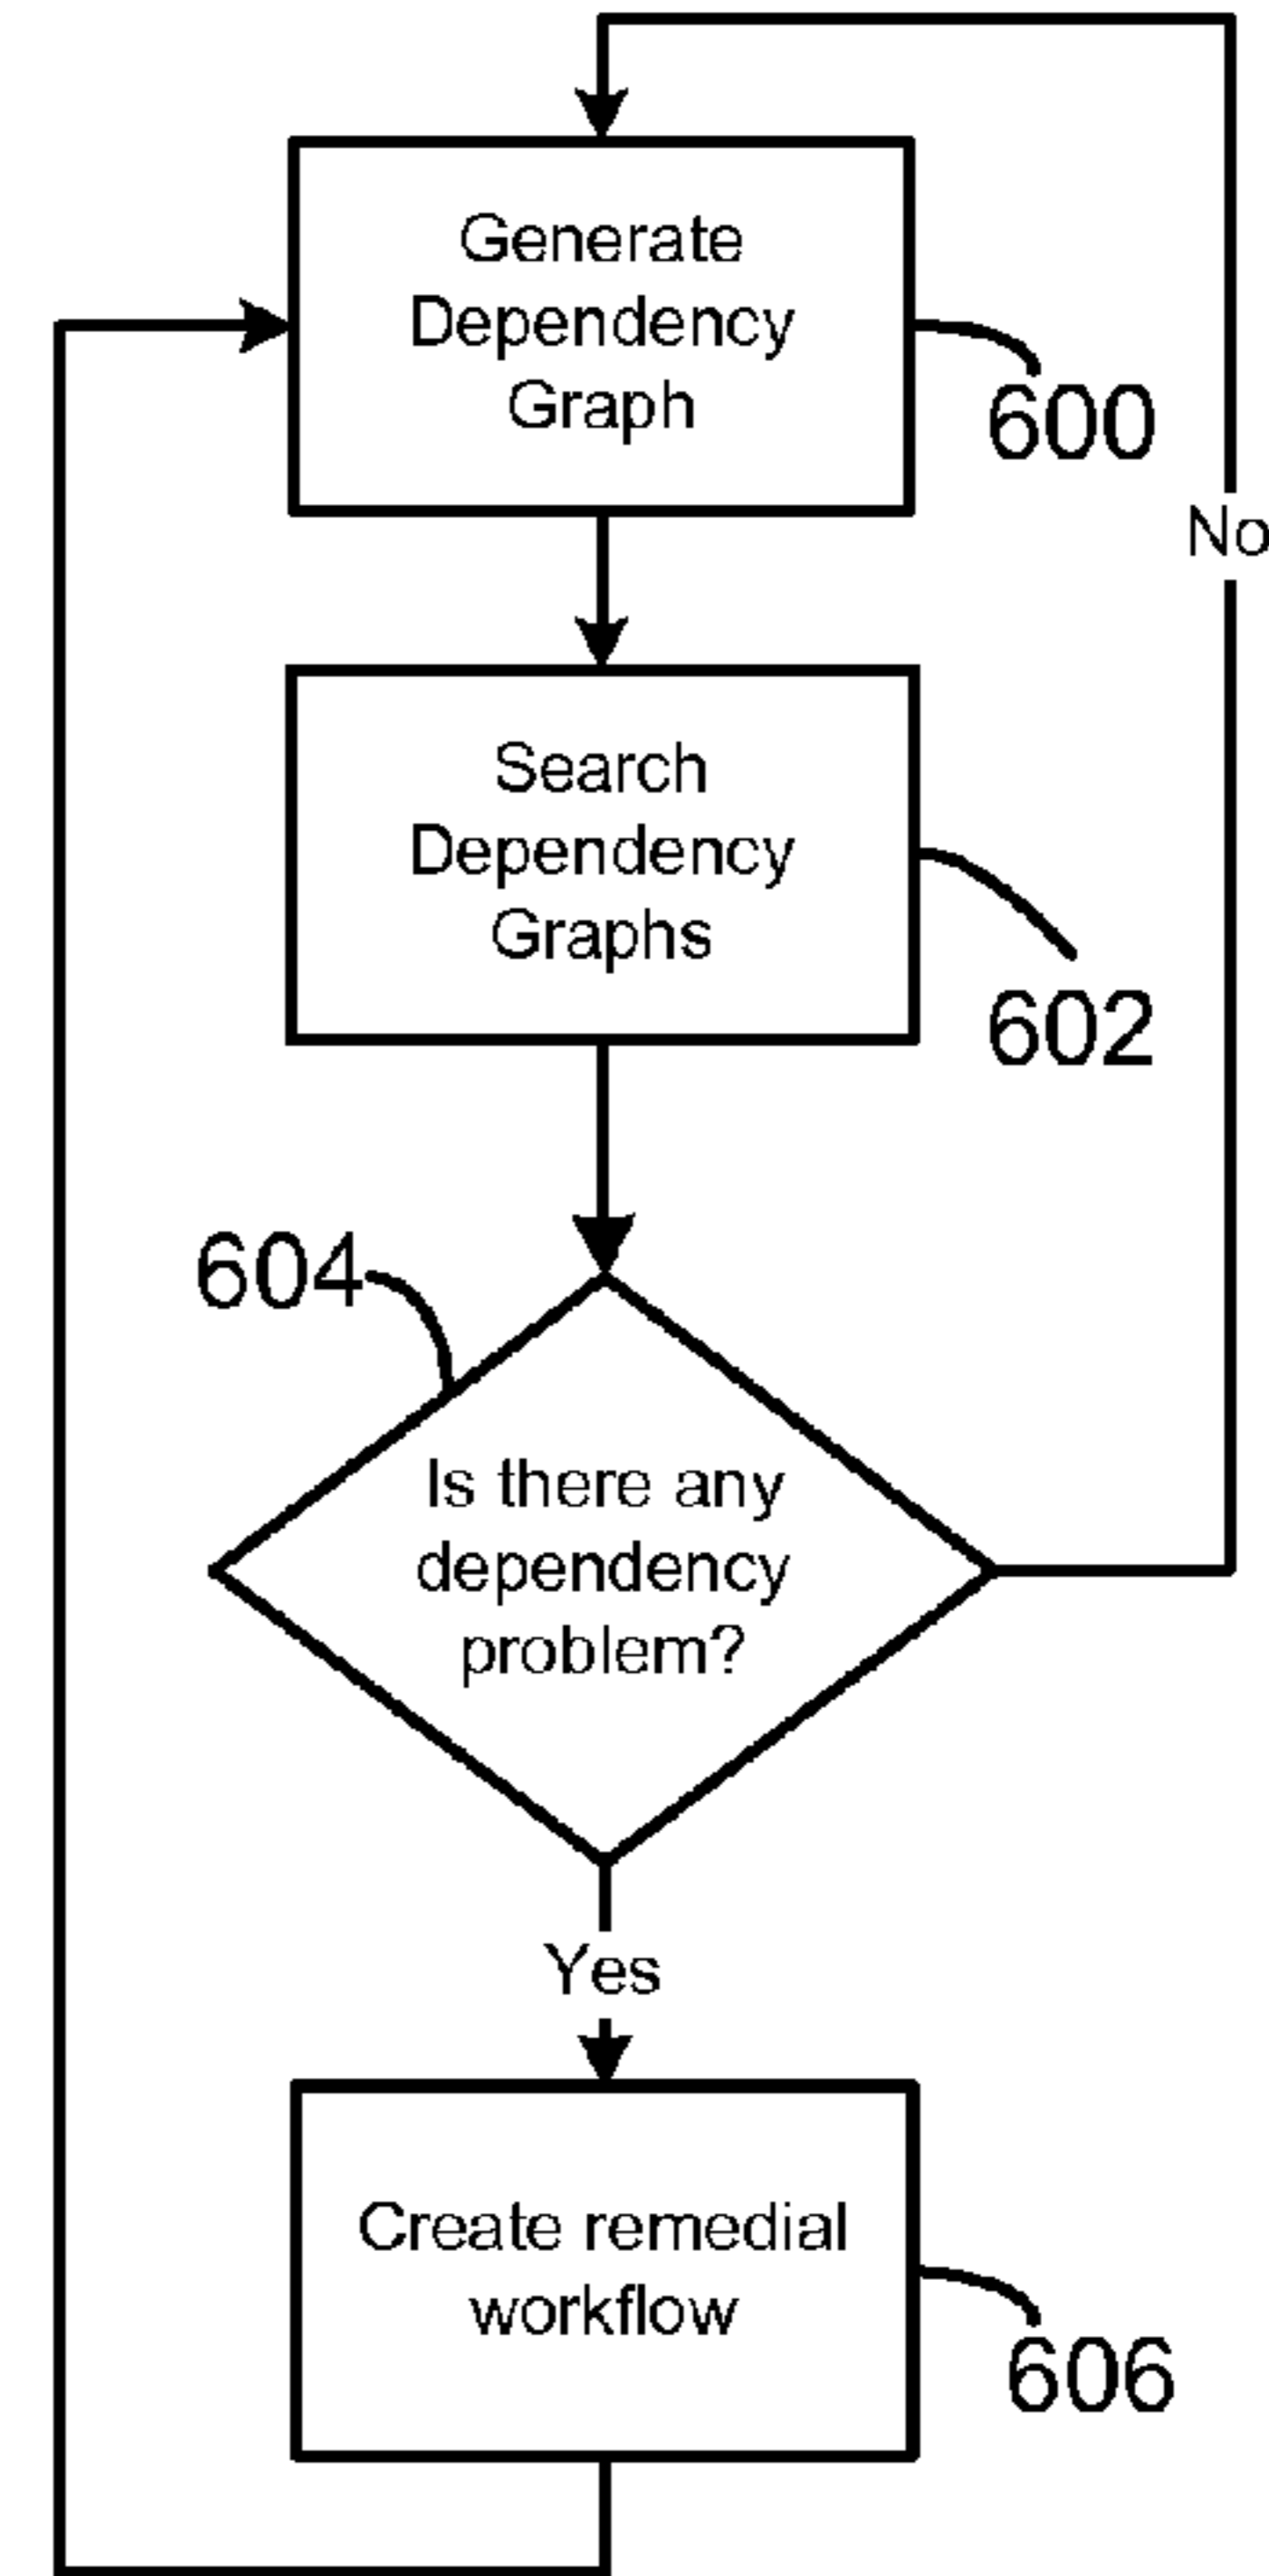 Generate
Dependency
Graph
600
No
Search
Dependency
Graphs
602
604
Is there any
dependency
problem?
Yes
Create remedial
workflow
606